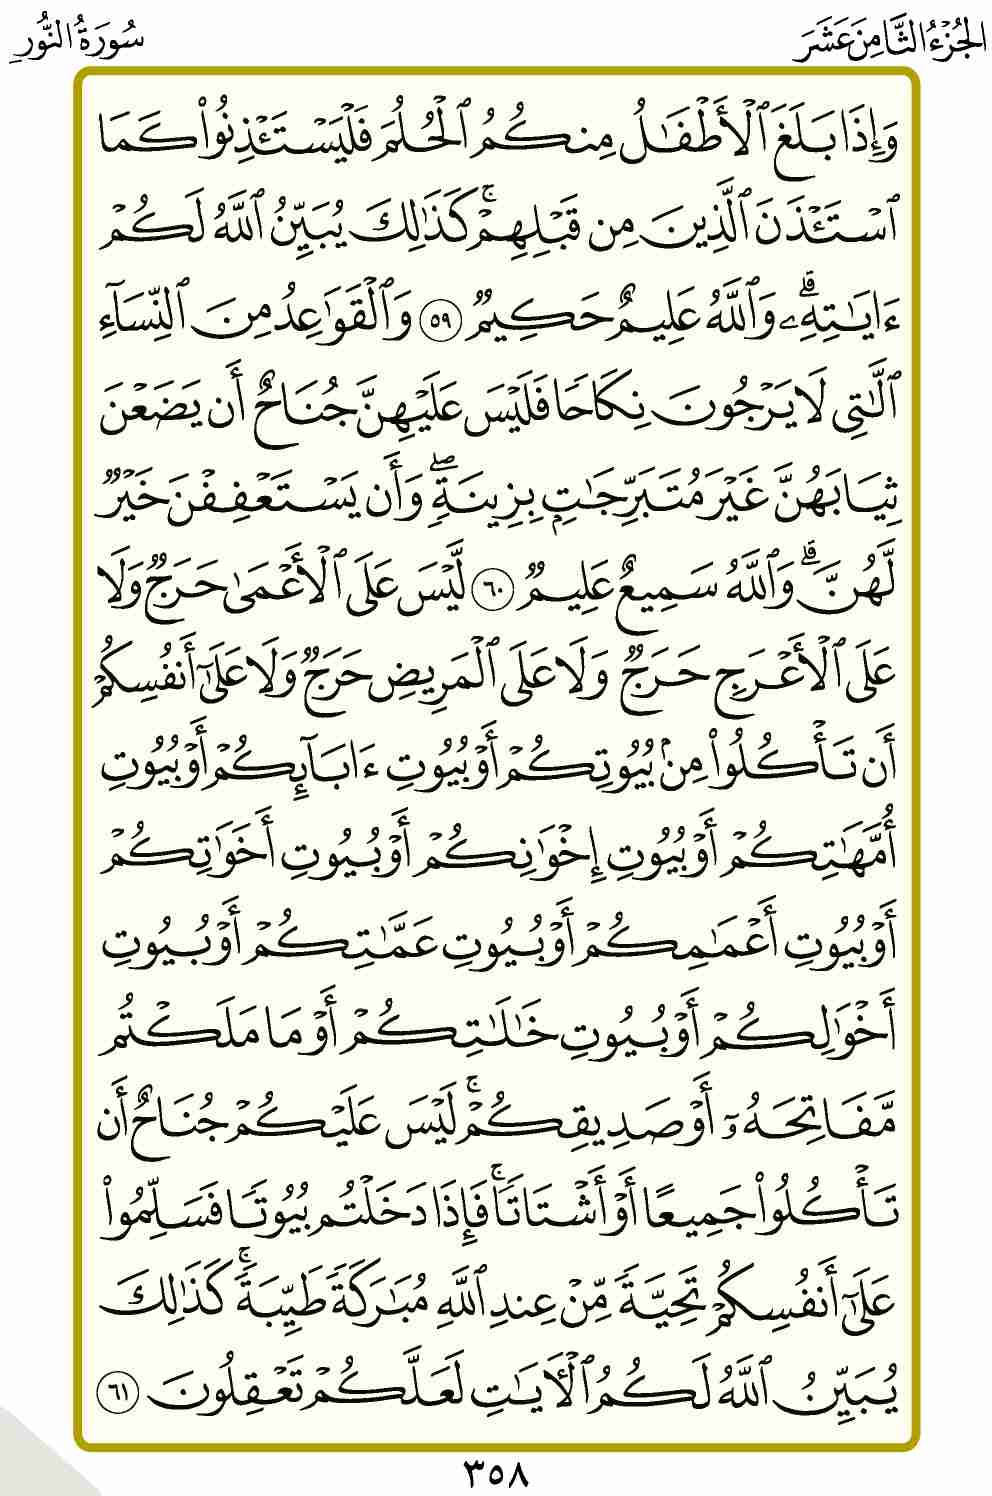 الجُزْءُ الثَّامِنَ عَشَرَ
سُورَةُ النُّورِ
وَإِذَا بَلَغَ ٱلْأَطْفَٰلُ مِنكُمُ ٱلْحُلُمَ فَلْيَسْتَـْٔذِنُوا۟ كَمَا
ٱسْتَـْٔذَنَ ٱلَّذِينَ مِن قَبْلِهِمْ ۚ كَذَٰلِكَ يُبَيِّنُ ٱللَّهُ لَكُمْ
ءَايَٰتِهِۦ ۗ وَٱللَّهُ عَلِيمٌ حَكِيمٌ ٥٩ وَٱلْقَوَٰعِدُ مِنَ ٱلنِّسَآءِ
ٱلَّٰتِى لَا يَرْجُونَ نِكَاحًا فَلَيْسَ عَلَيْهِنَّ جُنَاحٌ أَن يَضَعْنَ
ثِيَابَهُنَّ غَيْرَ مُتَبَرِّجَٰتٍۭ بِزِينَةٍ ۖ وَأَن يَسْتَعْفِفْنَ خَيْرٌ
لَّهُنَّ ۗ وَٱللَّهُ سَمِيعٌ عَلِيمٌ ٦٠ لَّيْسَ عَلَى ٱلْأَعْمَىٰ حَرَجٌ وَلَا
عَلَى ٱلْأَعْرَجِ حَرَجٌ وَلَا عَلَى ٱلْمَرِيضِ حَرَجٌ وَلَا عَلَىٰٓ أَنفُسِكُمْ
أَن تَأْكُلُوا۟ مِنۢ بُيُوتِكُمْ أَوْ بُيُوتِ ءَابَآئِكُمْ أَوْ بُيُوتِ
أُمَّهَٰتِكُمْ أَوْ بُيُوتِ إِخْوَٰنِكُمْ أَوْ بُيُوتِ أَخَوَٰتِكُمْ
أَوْ بُيُوتِ أَعْمَٰمِكُمْ أَوْ بُيُوتِ عَمَّٰتِكُمْ أَوْ بُيُوتِ
أَخْوَٰلِكُمْ أَوْ بُيُوتِ خَٰلَٰتِكُمْ أَوْ مَا مَلَكْتُم
مَّفَاتِحَهُۥٓ أَوْ صَدِيقِكُمْ ۚ لَيْسَ عَلَيْكُمْ جُنَاحٌ أَن
تَأْكُلُوا۟ جَمِيعًا أَوْ أَشْتَاتًا ۚ فَإِذَا دَخَلْتُم بُيُوتًا فَسَلِّمُوا۟
عَلَىٰٓ أَنفُسِكُمْ تَحِيَّةً مِّنْ عِندِ ٱللَّهِ مُبَٰرَكَةً طَيِّبَةً ۚ كَذَٰلِكَ
يُبَيِّنُ ٱللَّهُ لَكُمُ ٱلْءَايَٰتِ لَعَلَّكُمْ تَعْقِلُونَ ٦١
٣٥٨